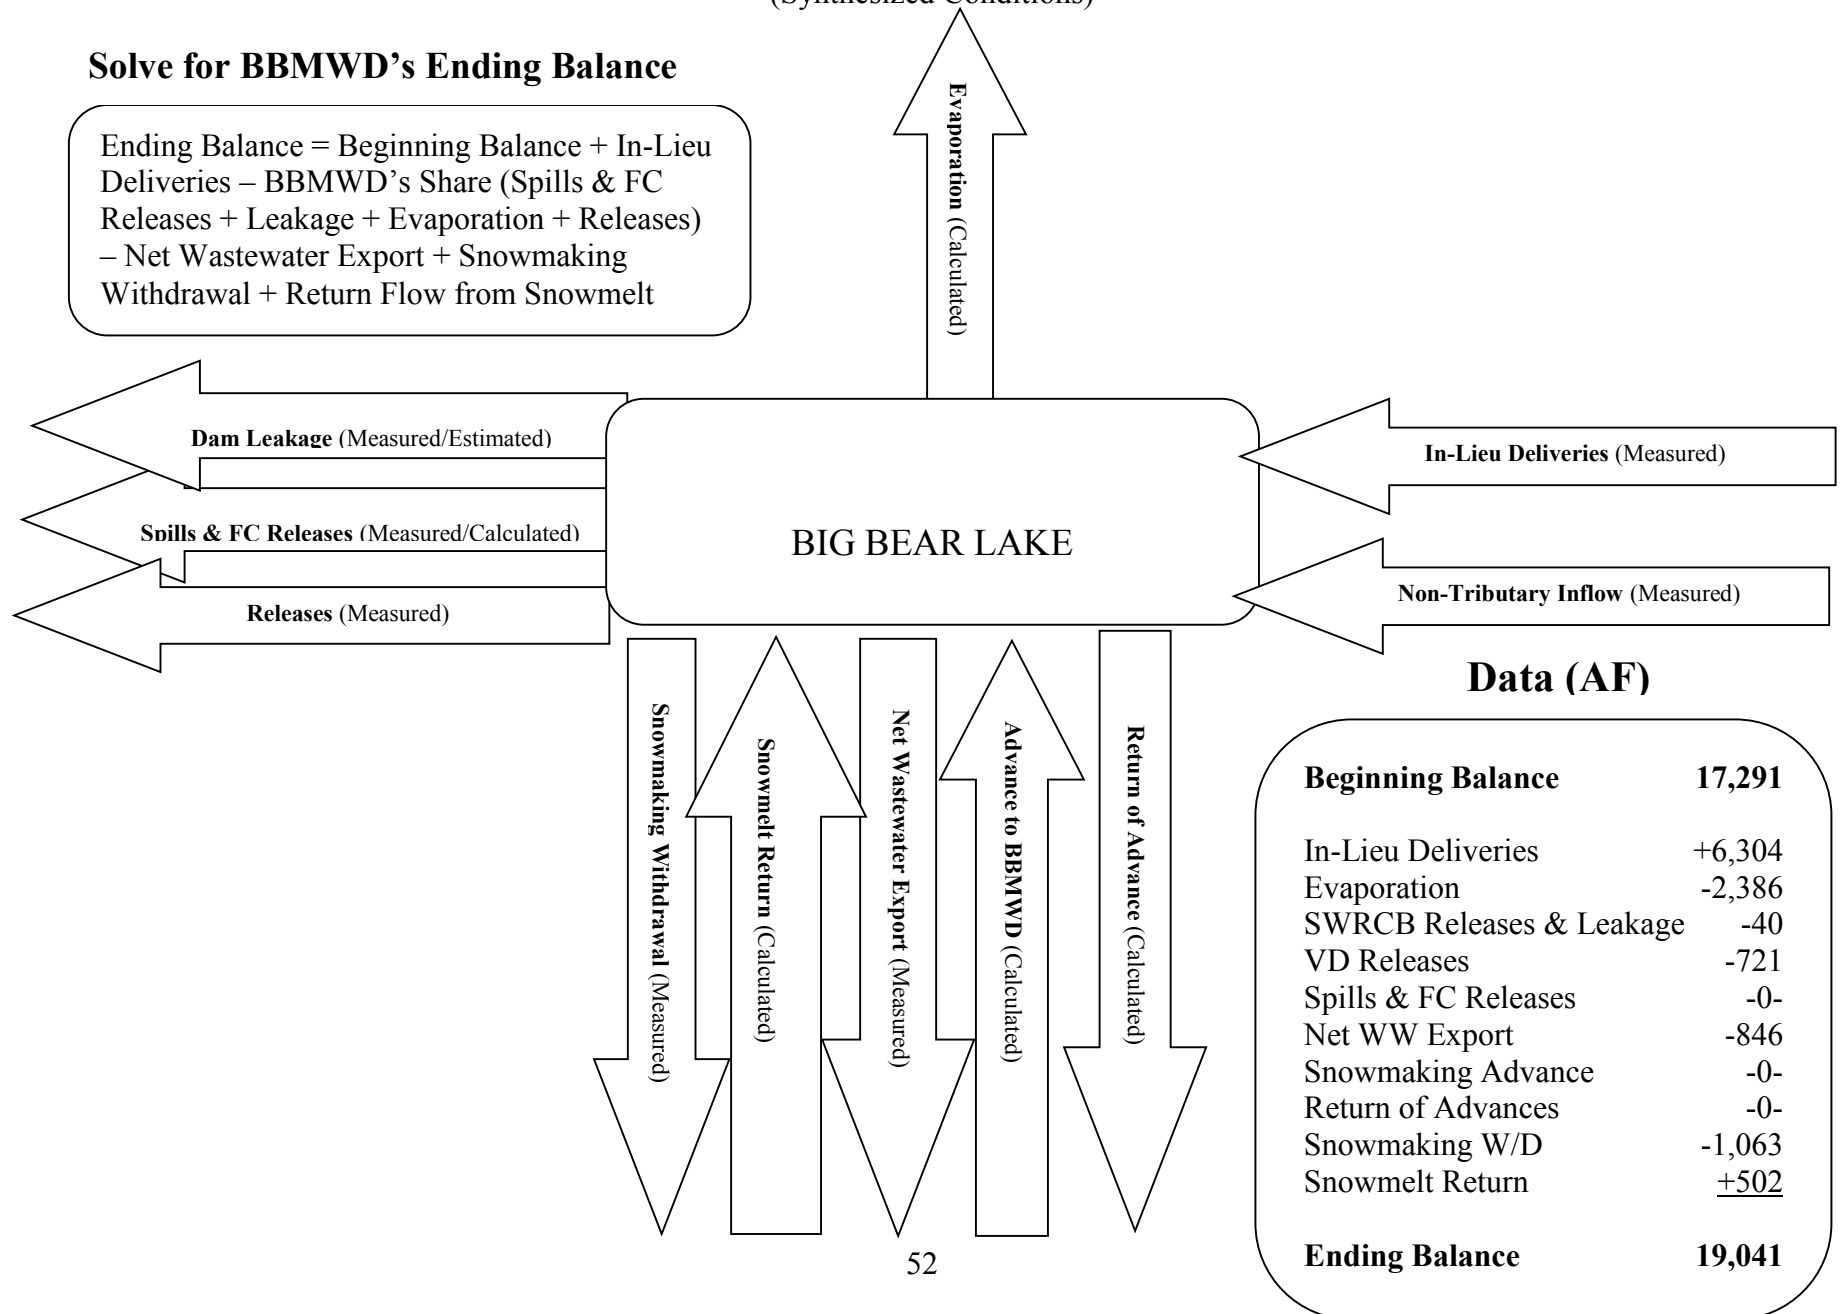 (Synthesized Conditions)
Solve for BBMWD’s Ending Balance
Ending Balance = Beginning Balance + In-Lieu
Deliveries – BBMWD’s Share (Spills & FC
Releases + Leakage + Evaporation + Releases)
– Net Wastewater Export + Snowmaking
Withdrawal + Return Flow from Snowmelt
Evaporation (Calculated)
Dam Leakage (Measured/Estimated)
Spills & FC Releases (Measured/Calculated)
Releases (Measured)
BIG BEAR LAKE
In-Lieu Deliveries (Measured)
Non-Tributary Inflow (Measured)
Snowmaking Withdrawal (Measured)
Snowmelt Return (Calculated)
Net Wastewater Export (Measured)
Advance to BBMWD (Calculated)
Return of Advance (Calculated)
Data (AF)
Beginning Balance 17,291
In-Lieu Deliveries +6,304
Evaporation -2,386
SWRCB Releases & Leakage -40
VD Releases -721
Spills & FC Releases -0-
Net WW Export -846
Snowmaking Advance -0-
Return of Advances -0-
Snowmaking W/D -1,063
Snowmelt Return +502
Ending Balance 19,041
52